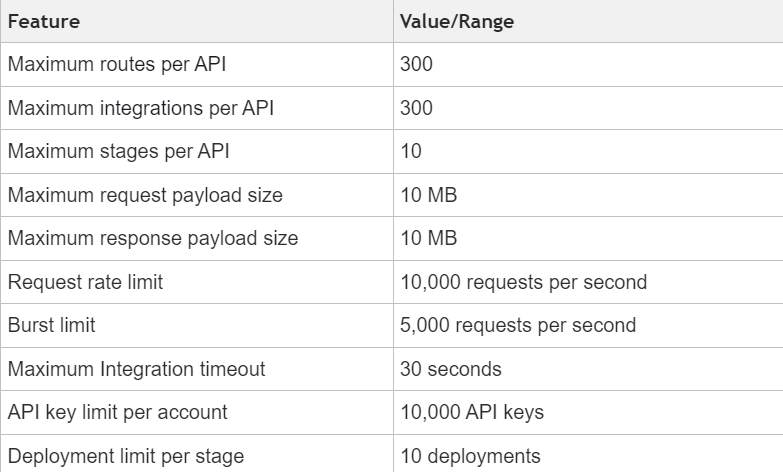 Feature Value/Range
Maximum routes per API 300
Maximum integrations per API 300
Maximum stages per API 10
Maximum request payload size 10 MB
Maximum response payload size 10 MB
Request rate limit 10,000 requests per second
Burst limit 5,000 requests per second
Maximum Integration timeout 30 seconds
API key limit per account 10,000 API keys
Deployment limit per stage 10 deployments